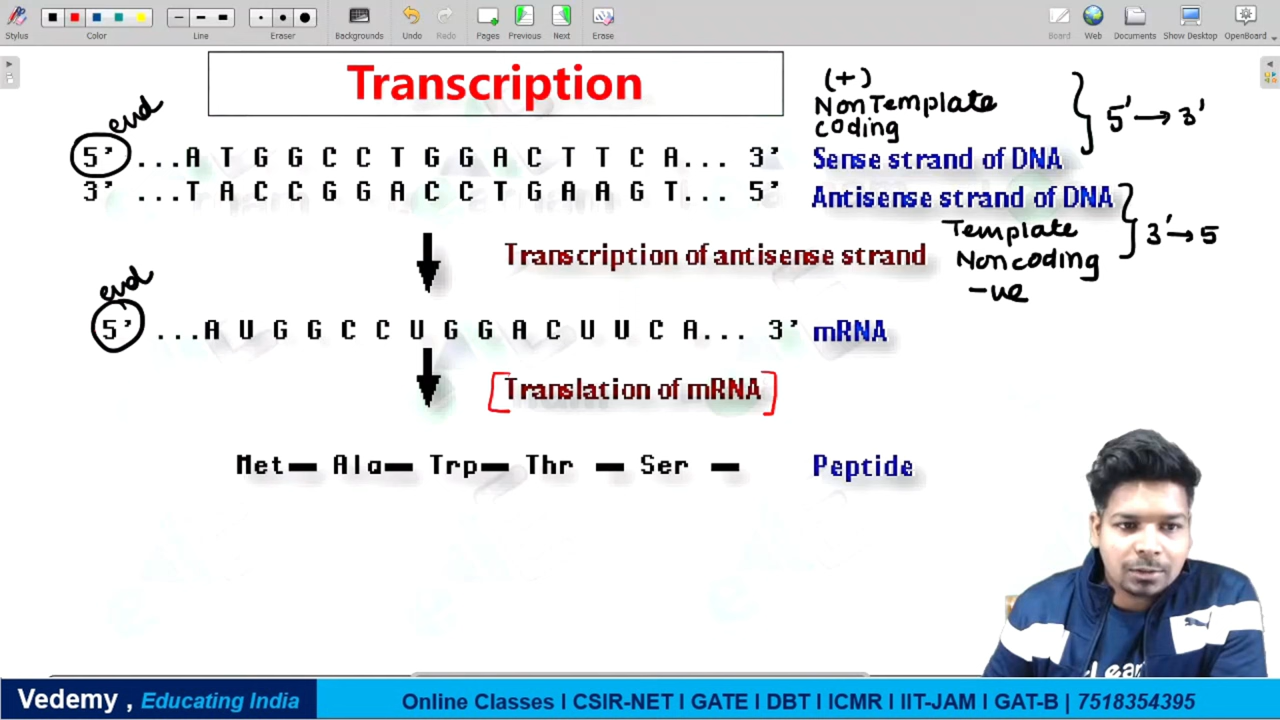 Stylus
Color
Line
Eraser
Backgrounds
Undo
Redo
Pages
Previous
Next
Erase
Board
Web
Documents
Show Desktop
OpenBoard
Transcription
(+)
Non Template
coding
5' → 3'
end
5' ...A T G G C C T G G A C T T C A... 3' Sense strand of DNA
3' ...T A C C G G A C C T G A A G T... 5' Antisense strand of DNA
Template
Noncoding
-ve
3' → 5
Transcription of antisense strand
end
5' ...A U G G C C U G G A C U U C A... 3' mRNA
[Translation of mRNA]
Met— Ala— Trp— Thr — Ser — Peptide
Vedemy , Educating India
Online Classes I CSIR-NET I GATE I DBT I ICMR I IIT-JAM I GAT-B | 7518354395